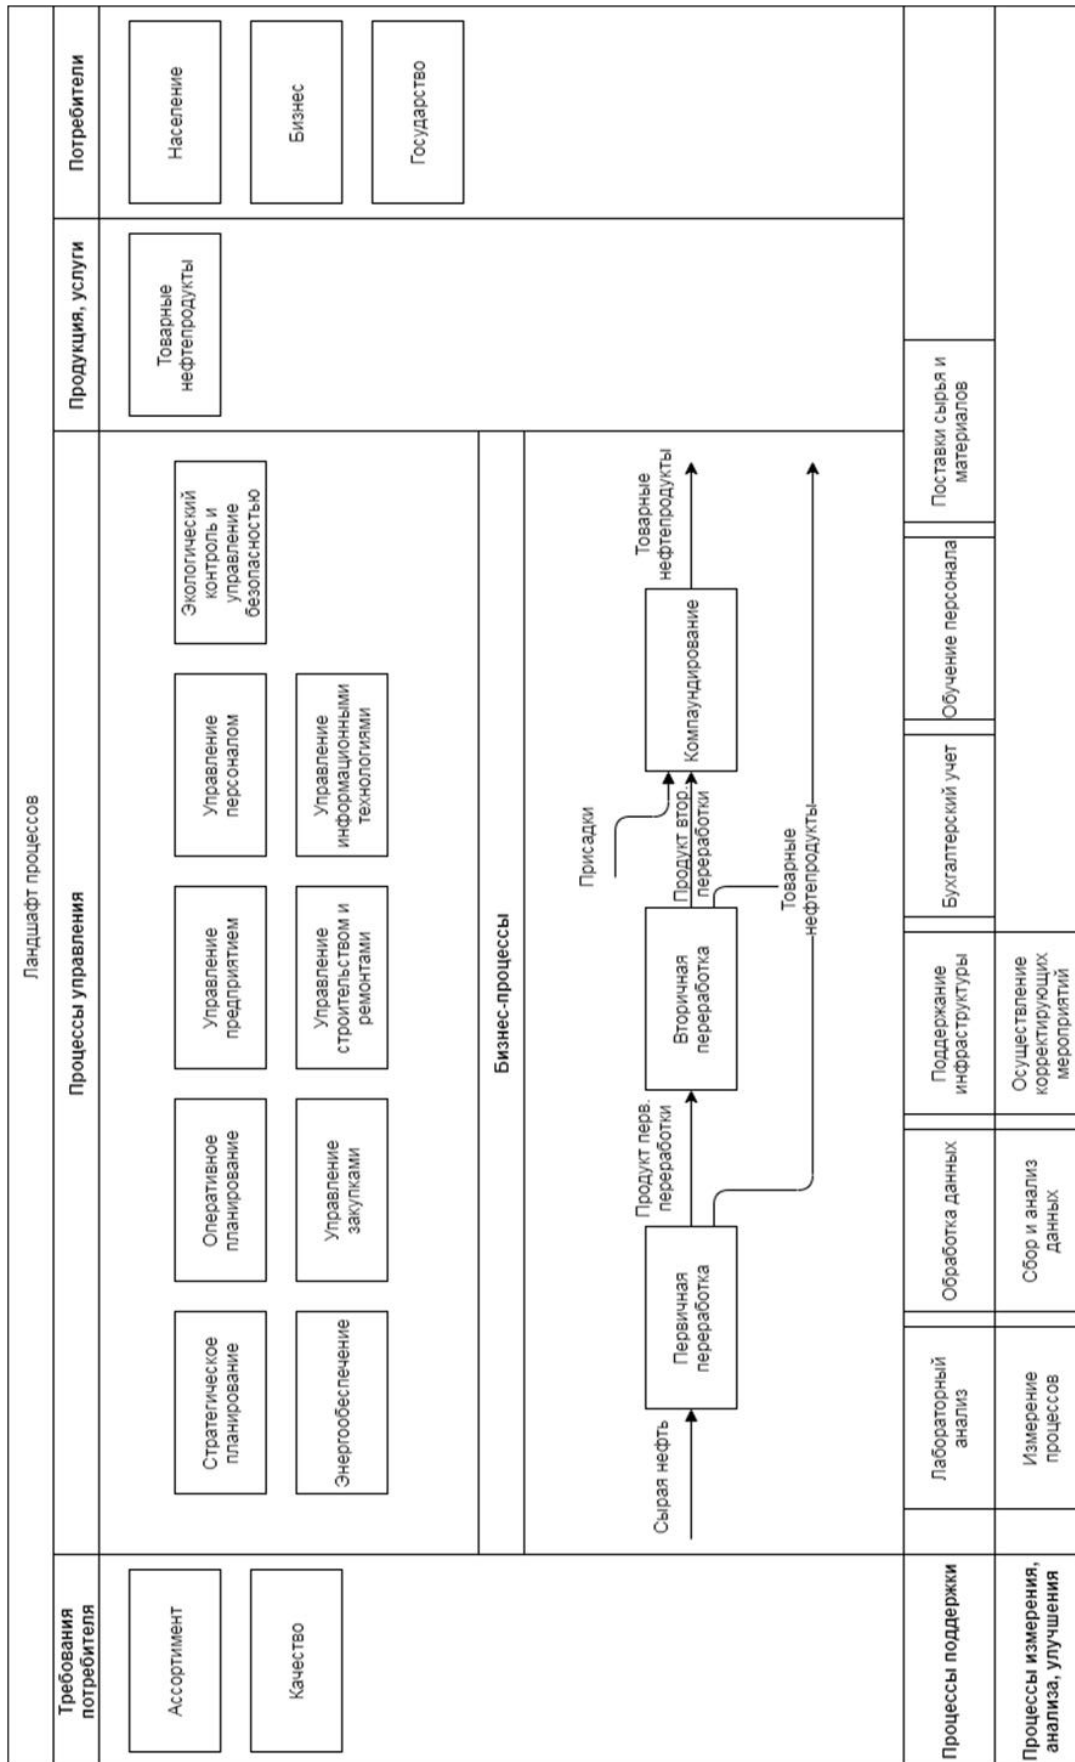 Ландшафт процессов
Требования
потребителя
Процессы управления
Продукция, услуги
Потребители
Ассортимент
Качество
Стратегическое
планирование
Оперативное
планирование
Управление
предприятием
Управление
персоналом
Экологический
контроль и
управление
безопасностью
Энергообеспечение
Управление
закупками
Управление
строительством и
ремонтами
Управление
информационными
технологиями
Товарные
нефтепродукты
Население
Бизнес
Государство
Бизнес-процессы
Сырая нефть
Первичная
переработка
Продукт перв.
переработки
Вторичная
переработка
Присадки
Продукт втор.
переработки
Компаундирование
Товарные
нефтепродукты
Товарные
нефтепродукты
Процессы поддержки
Лабораторный
анализ
Обработка данных
Поддержание
инфраструктуры
Бухгалтерский учет
Обучение персонала
Поставки сырья и
материалов
Процессы измерения,
анализа, улучшения
Измерение
процессов
Сбор и анализ
данных
Осуществление
корректирующих
мероприятий